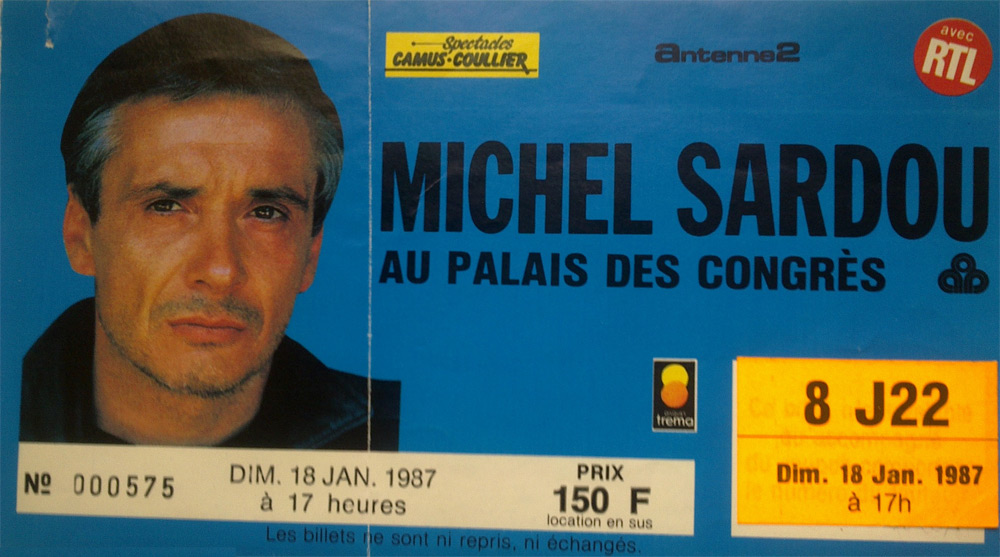 Spectacles
CAMUS·COULLIER
antenne2
avec
RTL
MICHEL SARDOU
AU PALAIS DES CONGRÈS
trema
8 J22
Dim. 18 Jan. 1987
à 17h
Nº 000575
DIM. 18 JAN. 1987
à 17 heures
PRIX
150 F
location en sus
Les billets ne sont ni repris, ni échangés.